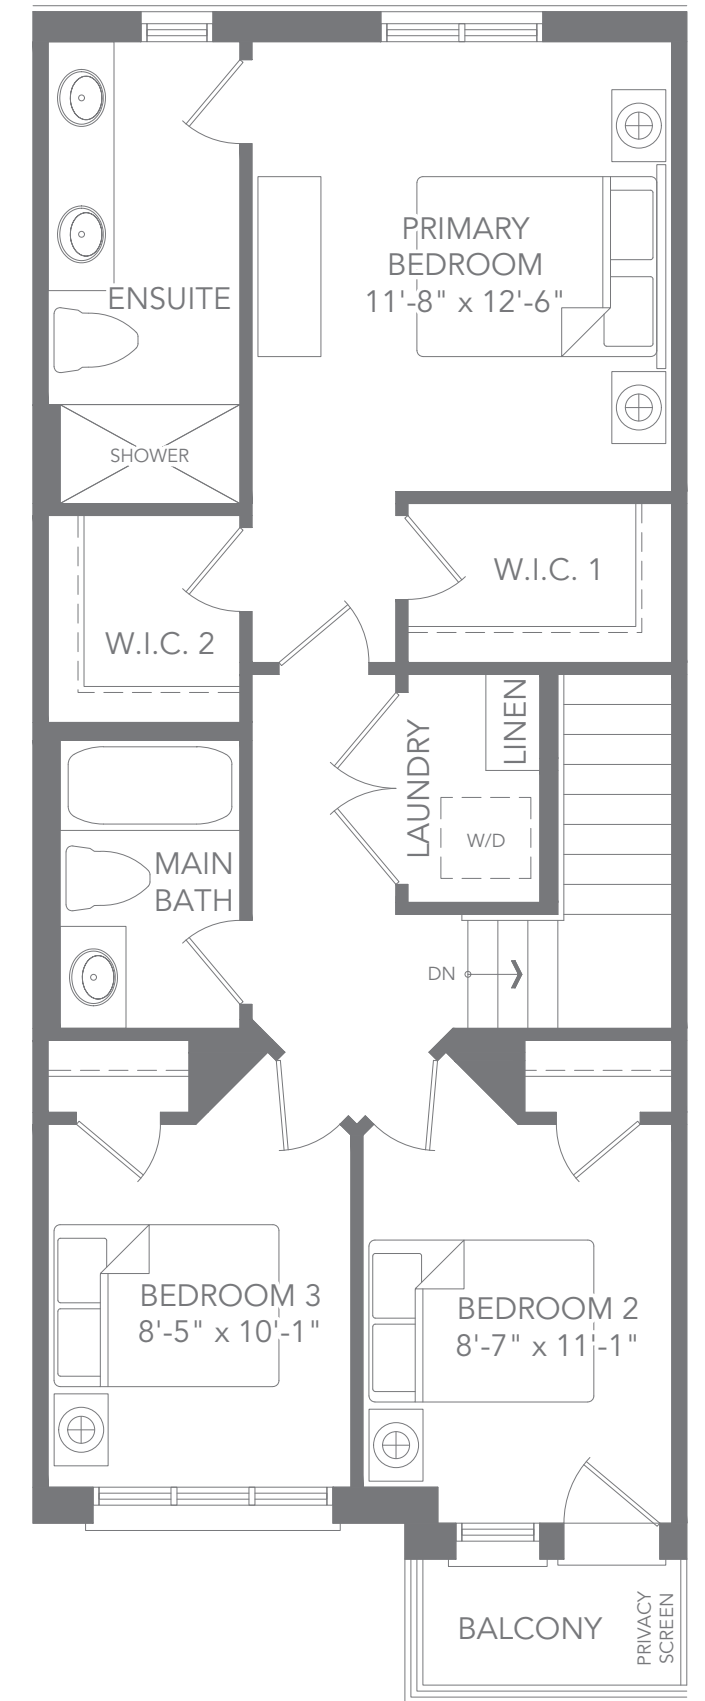 PRIMARY
BEDROOM
11'-8" x 12'-6"
ENSUITE
SHOWER
W.I.C. 1
W.I.C. 2
LINEN
LAUNDRY
W/D
MAIN
BATH
DN
BEDROOM 3
8'-5" x 10'-1"
BEDROOM 2
8'-7" x 11'-1"
BALCONY
PRIVACY
SCREEN